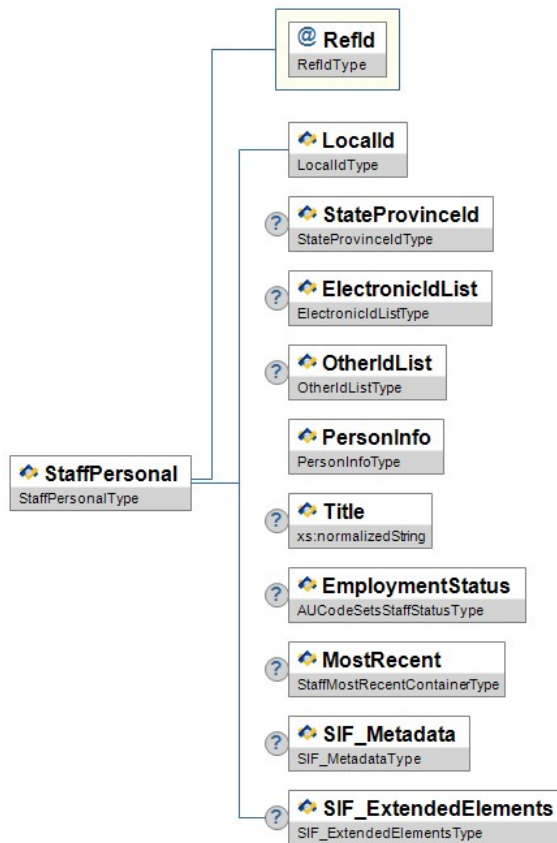 @ RefId
RefIdType
LocalId
LocalIdType
? StateProvinceId
StateProvinceIdType
? ElectronicIdList
ElectronicIdListType
? OtherIdList
OtherIdListType
PersonInfo
PersonInfoType
StaffPersonal
StaffPersonalType
? Title
xs:normalizedString
? EmploymentStatus
AUCodeSetsStaffStatusType
? MostRecent
StaffMostRecentContainerType
? SIF_Metadata
SIF_MetadataType
? SIF_ExtendedElements
SIF_ExtendedElementsType